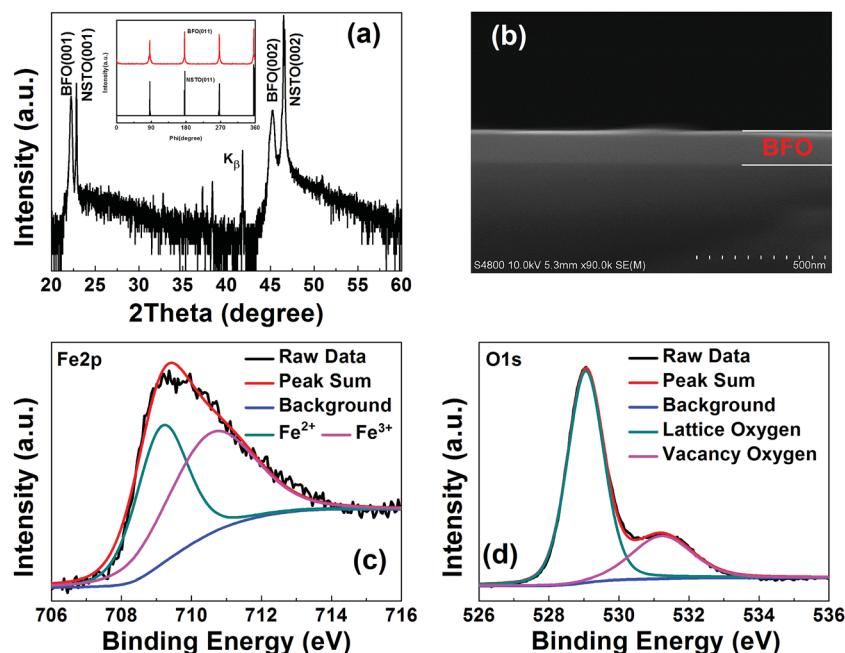 (a)
BFO(001)
NSTO(001)
BFO(011)
NSTO(011)
Intensity(a.u.)
0 90 180 270 360
Phi(degree)
BFO(002)
NSTO(002)
Kβ
Intensity (a.u.)
20 25 30 35 40 45 50 55 60
2Theta (degree)
(b)
BFO
S4800 10.0kV 5.3mm x90.0k SE(M)
500nm
Fe2p
Raw Data
Peak Sum
Background
Fe2+ Fe3+
(c)
Intensity (a.u.)
706 708 710 712 714 716
Binding Energy (eV)
O1s
Raw Data
Peak Sum
Background
Lattice Oxygen
Vacancy Oxygen
(d)
Intensity (a.u.)
526 528 530 532 534 536
Binding Energy (eV)